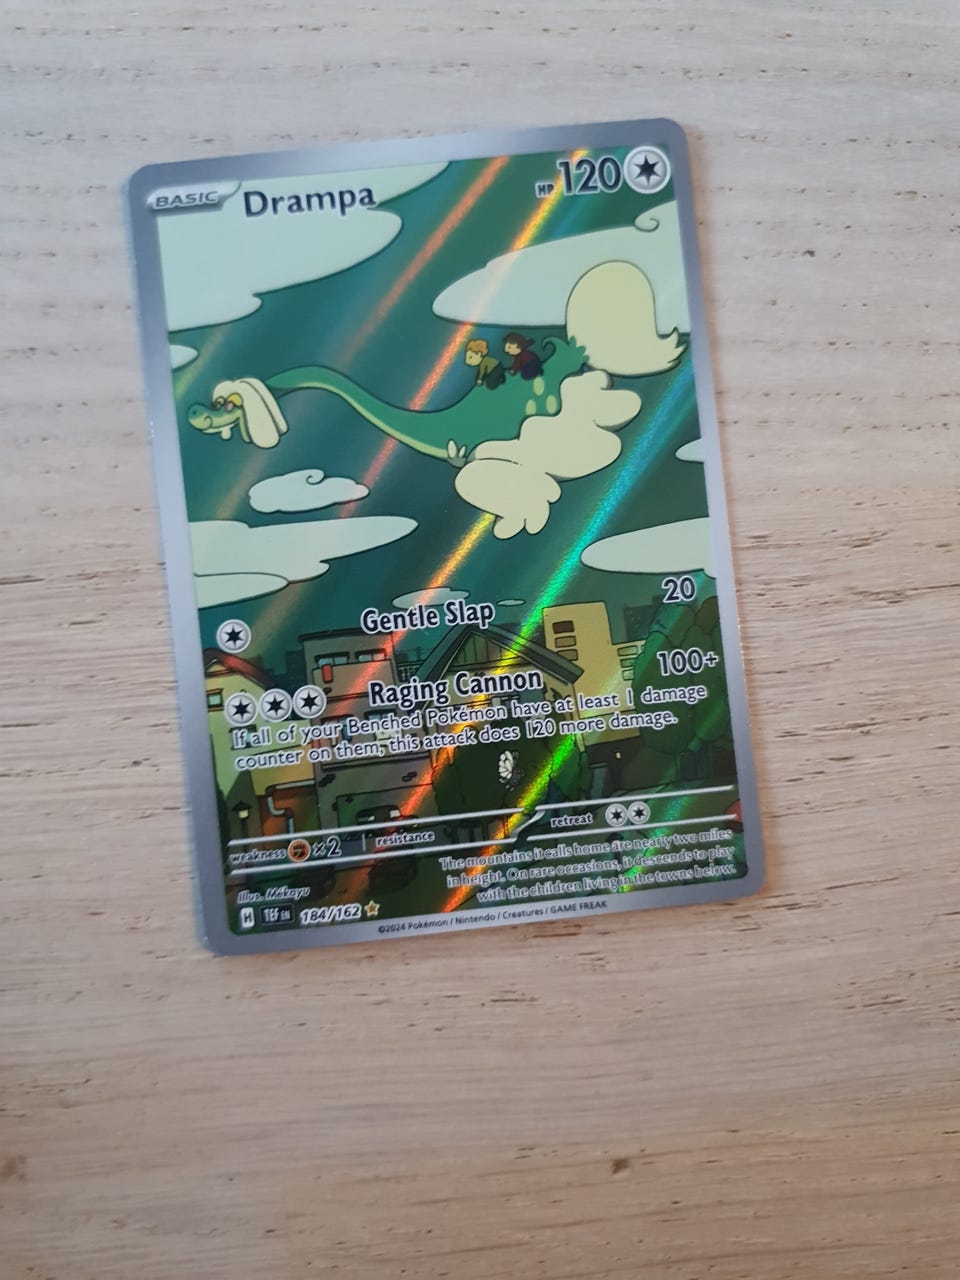 BASIC Drampa HP 120
Gentle Slap 20
Raging Cannon 100+
If all of your Benched Pokémon have at least 1 damage
counter on them, this attack does 120 more damage.
weakness ×2 resistance retreat
The mountains it calls home are nearly two miles
in height. On rare occasions, it descends to play
with the children living in the towns below.
Illus. Mékayu
H TEF EN 184/162
©2024 Pokémon / Nintendo / Creatures / GAME FREAK